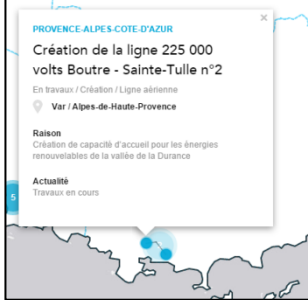 ×
PROVENCE-ALPES-COTE-D'AZUR
Création de la ligne 225 000
volts Boutre - Sainte-Tulle n°2
En travaux / Création / Ligne aérienne
Var / Alpes-de-Haute-Provence
Raison
Création de capacité d'accueil pour les énergies
renouvelables de la vallée de la Durance
Actualité
Travaux en cours
5